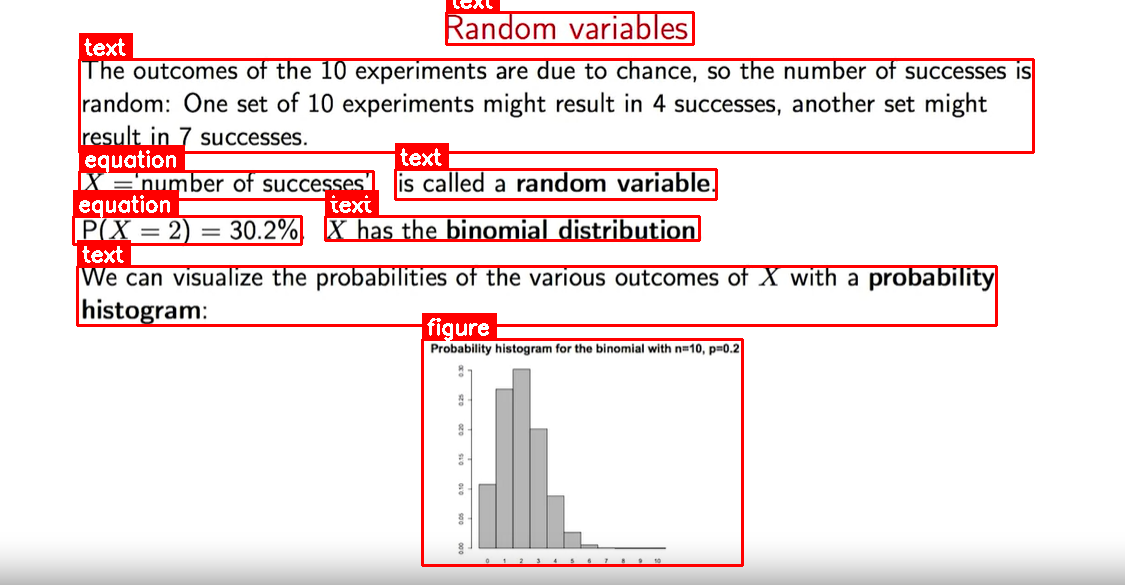 text
Random variables
text
The outcomes of the 10 experiments are due to chance, so the number of successes is
random: One set of 10 experiments might result in 4 successes, another set might
result in 7 successes.
equation text
X ='number of successes' is called a random variable.
equation text
P(X = 2) = 30.2%. X has the binomial distribution
text
We can visualize the probabilities of the various outcomes of X with a probability
histogram:
figure
Probability histogram for the binomial with n=10, p=0.2
0.30
0.25
0.20
0.15
0.10
0.05
0.00
0 1 2 3 4 5 6 7 8 9 10